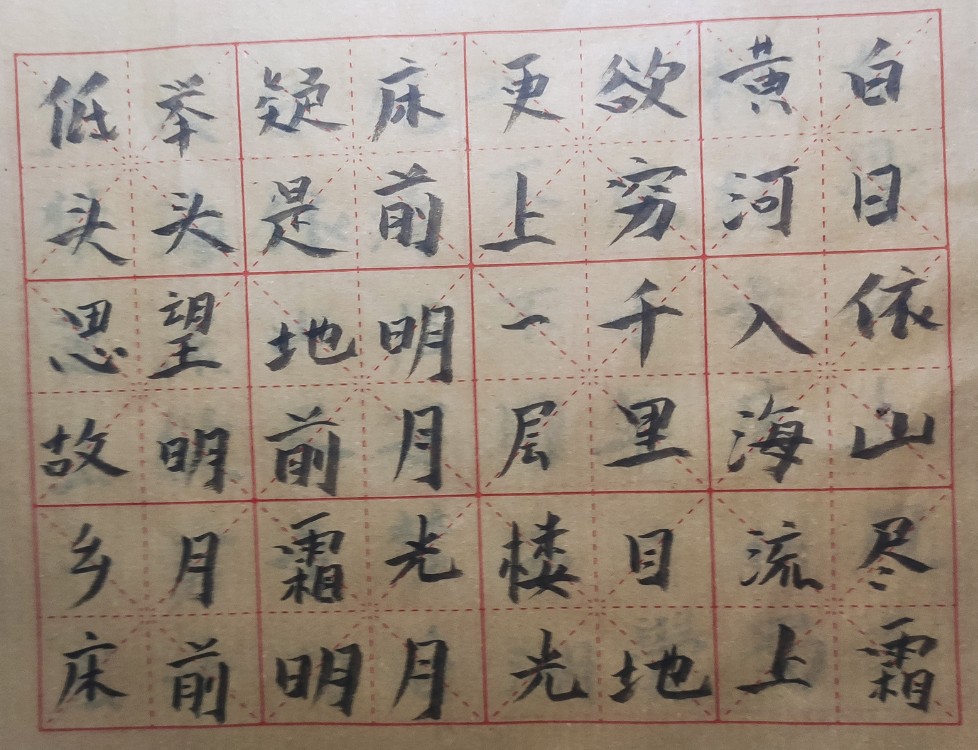 白日依山尽
黄河入海流
欲穷千里目
更上一层楼
床前明月光
疑是地前霜
举头望明月
低头思故乡
床前明月光地上霜